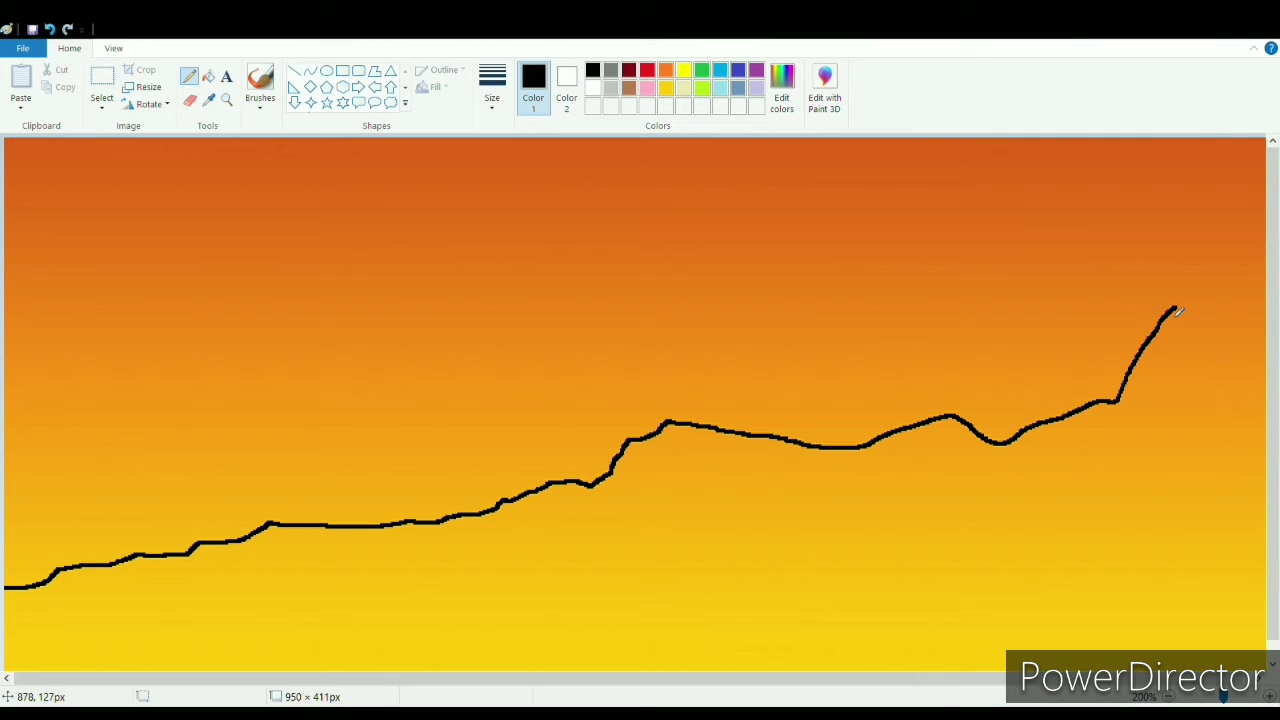 File Home View
Paste
Cut
Copy
Clipboard
Select
Crop
Resize
Rotate
Image
A
Tools
Brushes
Outline
Fill
Shapes
Size
Color
1
Color
2
Edit
colors
Colors
Edit with
Paint 3D
?
878, 127px
950 × 411px
200%
PowerDirector